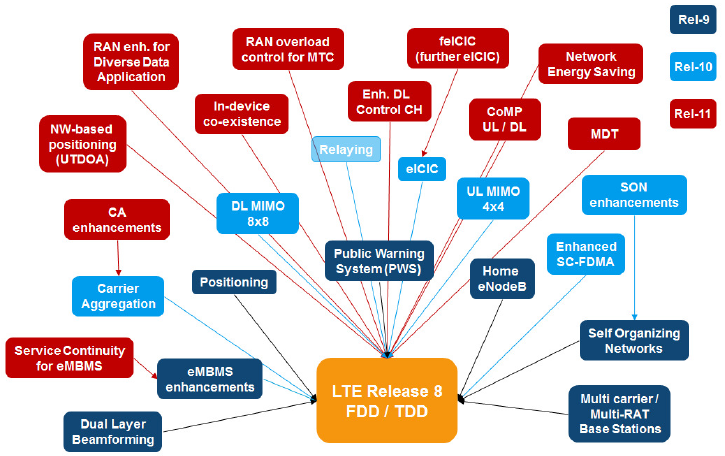 Rel-9
RAN enh. for
Diverse Data
Application
RAN overload
control for MTC
feICIC
(further eICIC)
Network
Energy Saving
Rel-10
Enh. DL
Control CH
In-device
co-existence
CoMP
UL / DL
Rel-11
NW-based
positioning
(UTDOA)
MDT
Relaying
eICIC
DL MIMO
8x8
UL MIMO
4x4
SON
enhancements
CA
enhancements
Public Warning
System (PWS)
Enhanced
SC-FDMA
Carrier
Aggregation
Positioning
Home
eNodeB
Self Organizing
Networks
Service Continuity
for eMBMS
eMBMS
enhancements
LTE Release 8
FDD / TDD
Multi carrier /
Multi-RAT
Base Stations
Dual Layer
Beamforming